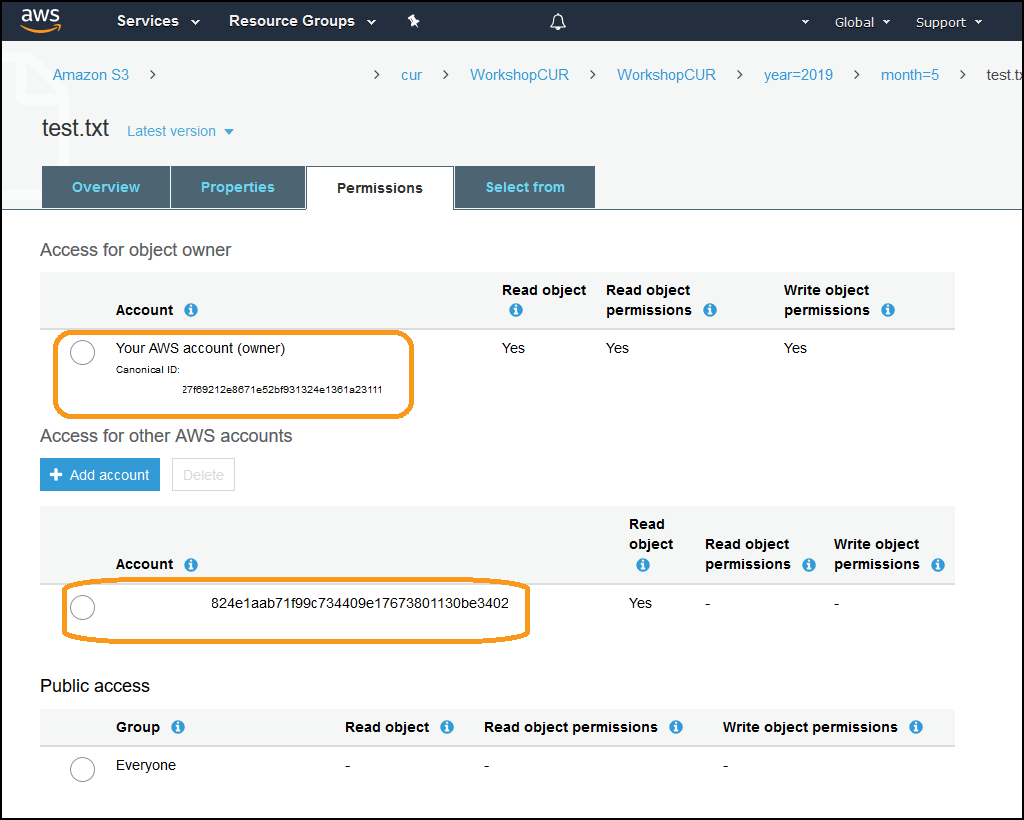 aws Services Resource Groups Global Support
Amazon S3 > > cur > WorkshopCUR > WorkshopCUR > year=2019 > month=5 > test.tx
test.txt Latest version
Overview Properties Permissions Select from
Access for object owner
Account Read object Read object permissions Write object permissions
Your AWS account (owner) Yes Yes Yes
Canonical ID:
27f69212e8671e52bf931324e1361a23111
Access for other AWS accounts
+ Add account Delete
Account Read object Read object permissions Write object permissions
824e1aab71f99c734409e17673801130be3402 Yes - -
Public access
Group Read object Read object permissions Write object permissions
Everyone - - -